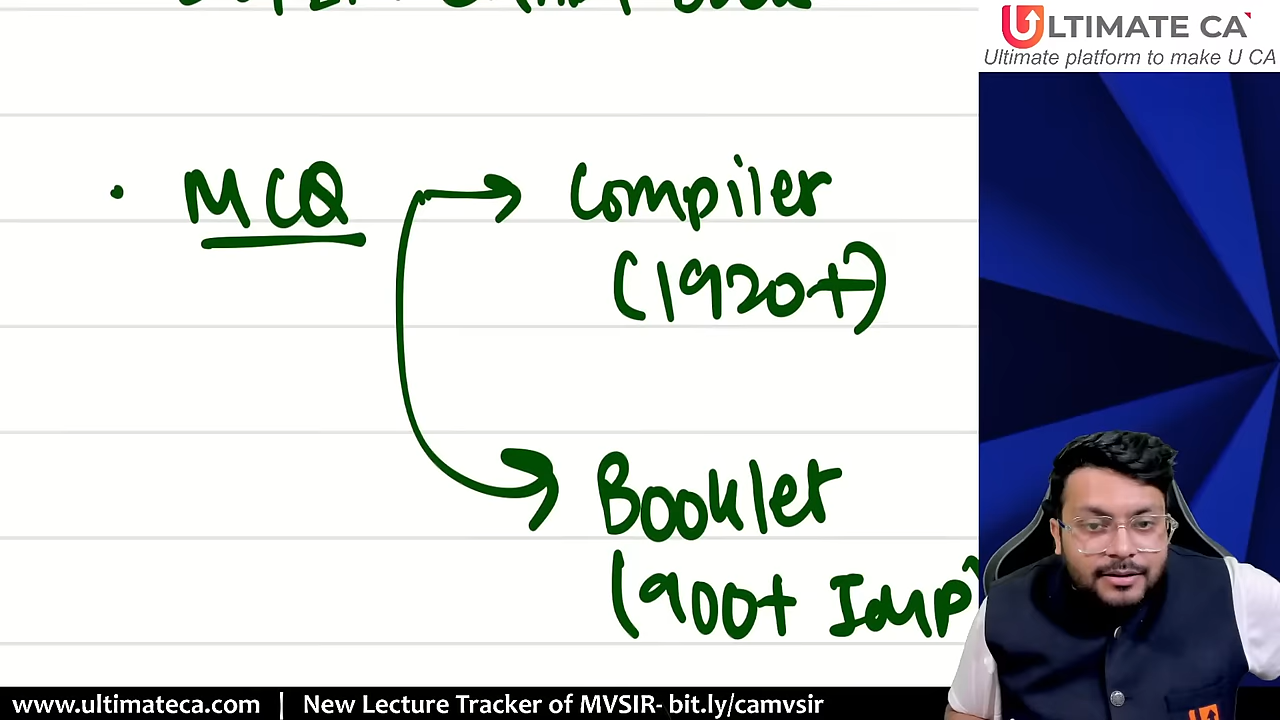 ULTIMATE CA
Ultimate platform to make U CA
• MCQ → Compiler
(1920+)
Booklet
(900+ Imp)
www.ultimateca.com | New Lecture Tracker of MVSIR- bit.ly/camvsir